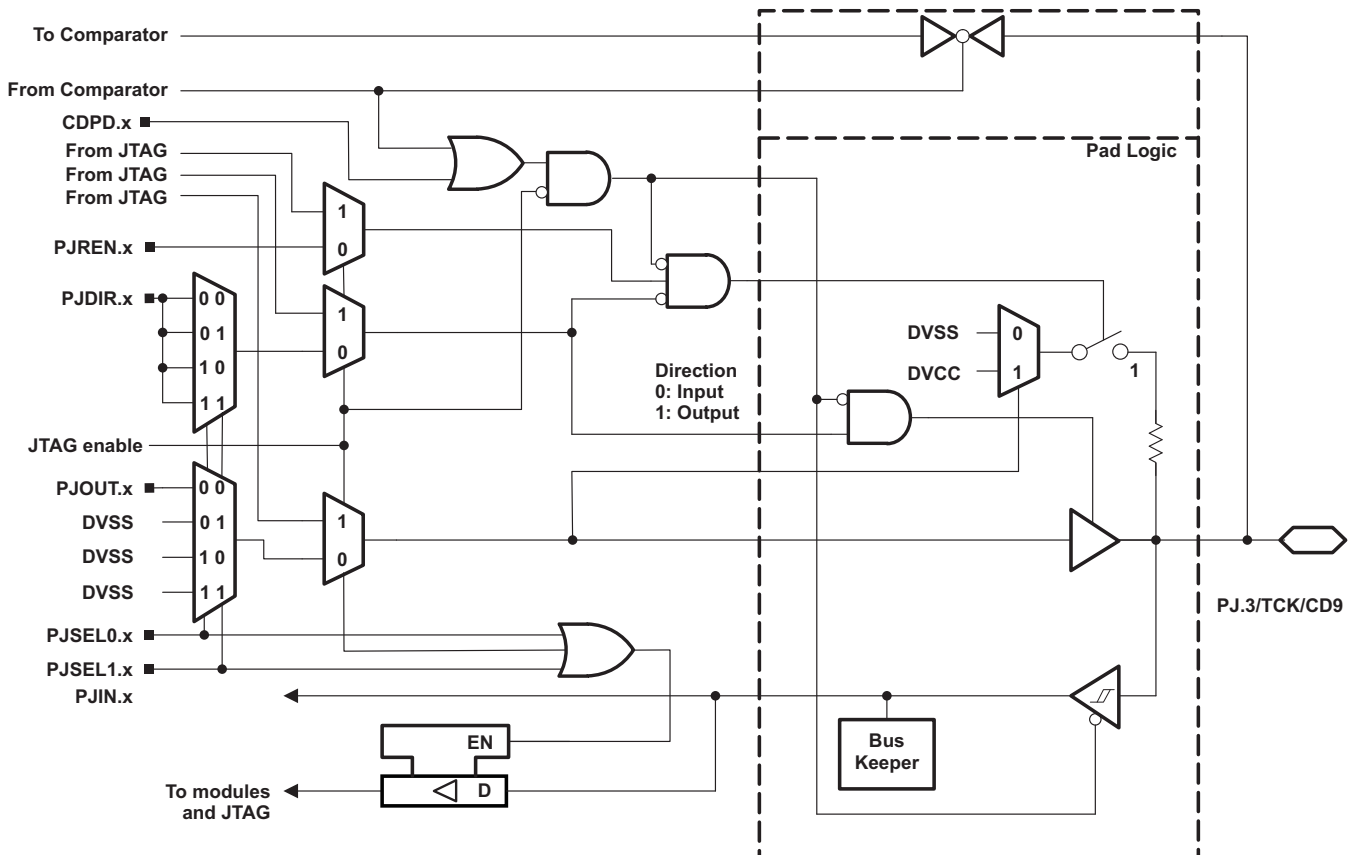 To Comparator
From Comparator
CDPD.x
From JTAG
From JTAG
From JTAG
Pad Logic
1
PJREN.x
0
PJDIR.x
0 0
0 1
1 0
1 1
1
0
DVSS
0
DVCC
1
1
Direction
0: Input
1: Output
JTAG enable
PJOUT.x
0 0
DVSS
0 1
DVSS
1 0
DVSS
1 1
1
0
PJ.3/TCK/CD9
PJSEL0.x
PJSEL1.x
PJIN.x
EN
D
Bus
Keeper
To modules
and JTAG